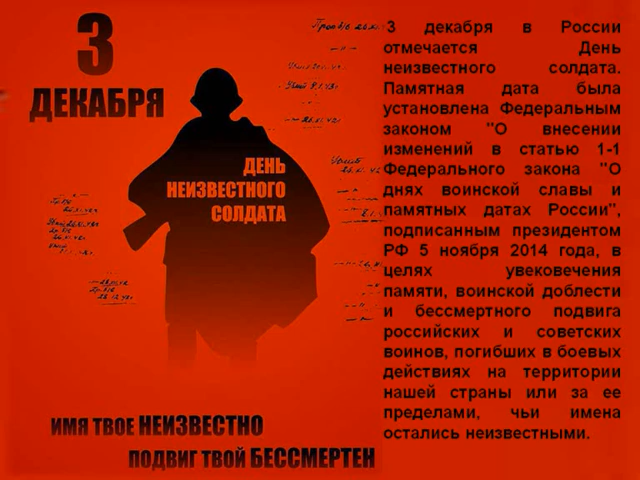 3
ДЕКАБРЯ
ДЕНЬ
НЕИЗВЕСТНОГО
СОЛДАТА
ИМЯ ТВОЕ НЕИЗВЕСТНО
ПОДВИГ ТВОЙ БЕССМЕРТЕН
3 декабря в России
отмечается День
неизвестного солдата.
Памятная дата была
установлена Федеральным
законом "О внесении
изменений в статью 1-1
Федерального закона "О
днях воинской славы и
памятных датах России",
подписанным президентом
РФ 5 ноября 2014 года, в
целях увековечения
памяти, воинской доблести
и бессмертного подвига
российских и советских
воинов, погибших в боевых
действиях на территории
нашей страны или за ее
пределами, чьи имена
остались неизвестными.